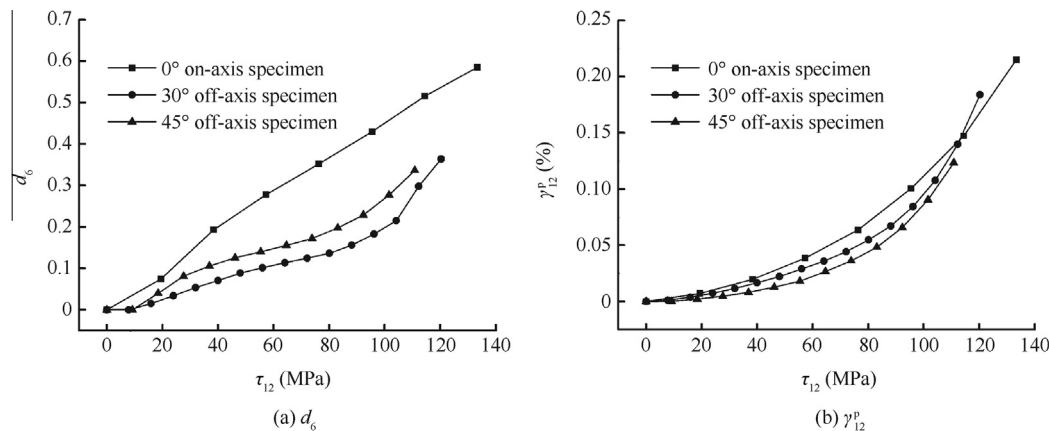 0.7
0.6
0.5
0.4
0.3
0.2
0.1
0
d₆
0° on-axis specimen
30° off-axis specimen
45° off-axis specimen
0 20 40 60 80 100 120 140
τ₁₂ (MPa)
(a) d₆
0.25
0.20
0.15
0.10
0.05
0
γᵖ₁₂ (%)
0° on-axis specimen
30° off-axis specimen
45° off-axis specimen
0 20 40 60 80 100 120 140
τ₁₂ (MPa)
(b) γᵖ₁₂